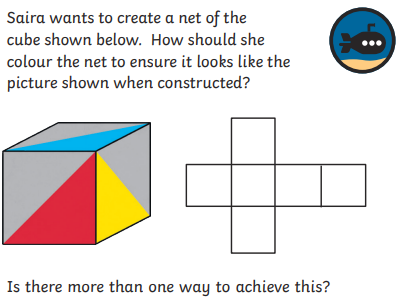 Saira wants to create a net of the
cube shown below.  How should she
colour the net to ensure it looks like the
picture shown when constructed?
Is there more than one way to achieve this?